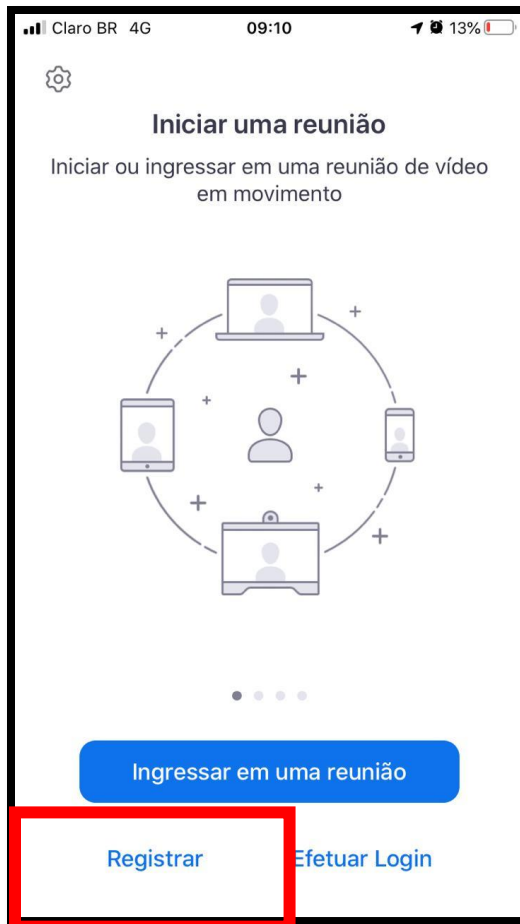 Claro BR 4G 09:10 13%
Iniciar uma reunião
Iniciar ou ingressar em uma reunião de vídeo
em movimento
Ingressar em uma reunião
Registrar Efetuar Login